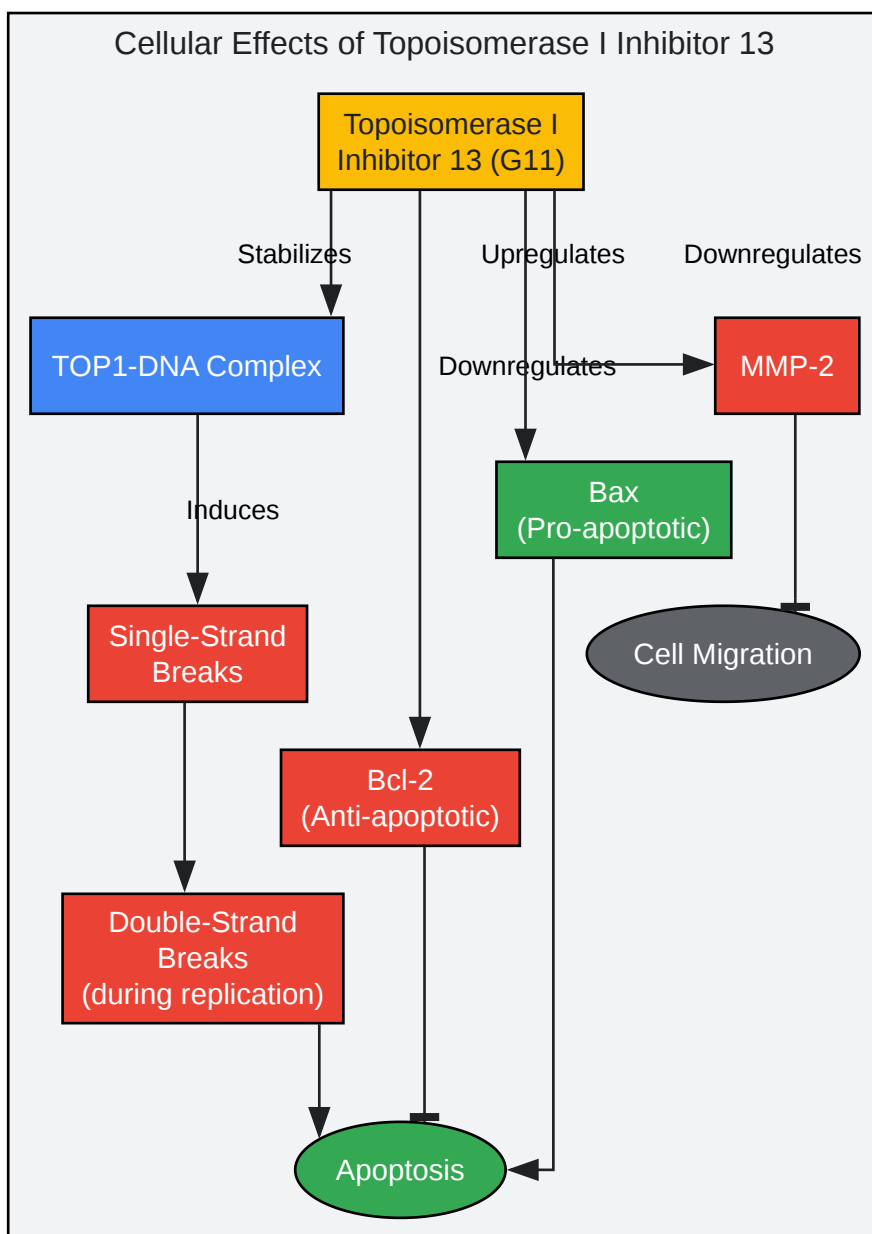 Cellular Effects of Topoisomerase I Inhibitor 13
Topoisomerase I
Inhibitor 13 (G11)
Stabilizes
Upregulates
Downregulates
TOP1-DNA Complex
Downregulates
MMP-2
Bax
(Pro-apoptotic)
Induces
Single-Strand
Breaks
Cell Migration
Bcl-2
(Anti-apoptotic)
Double-Strand
Breaks
(during replication)
Apoptosis